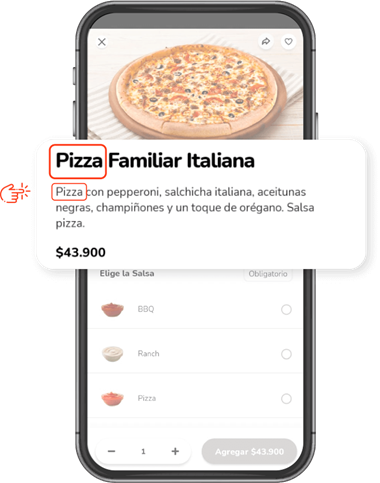 Pizza Familiar Italiana
Pizza con pepperoni, salchicha italiana, aceitunas
negras, champiñones y un toque de orégano. Salsa
pizza.
$43.900
Elige la Salsa
Obligatorio
BBQ
Ranch
Pizza
− 1 +
Agregar $43.900